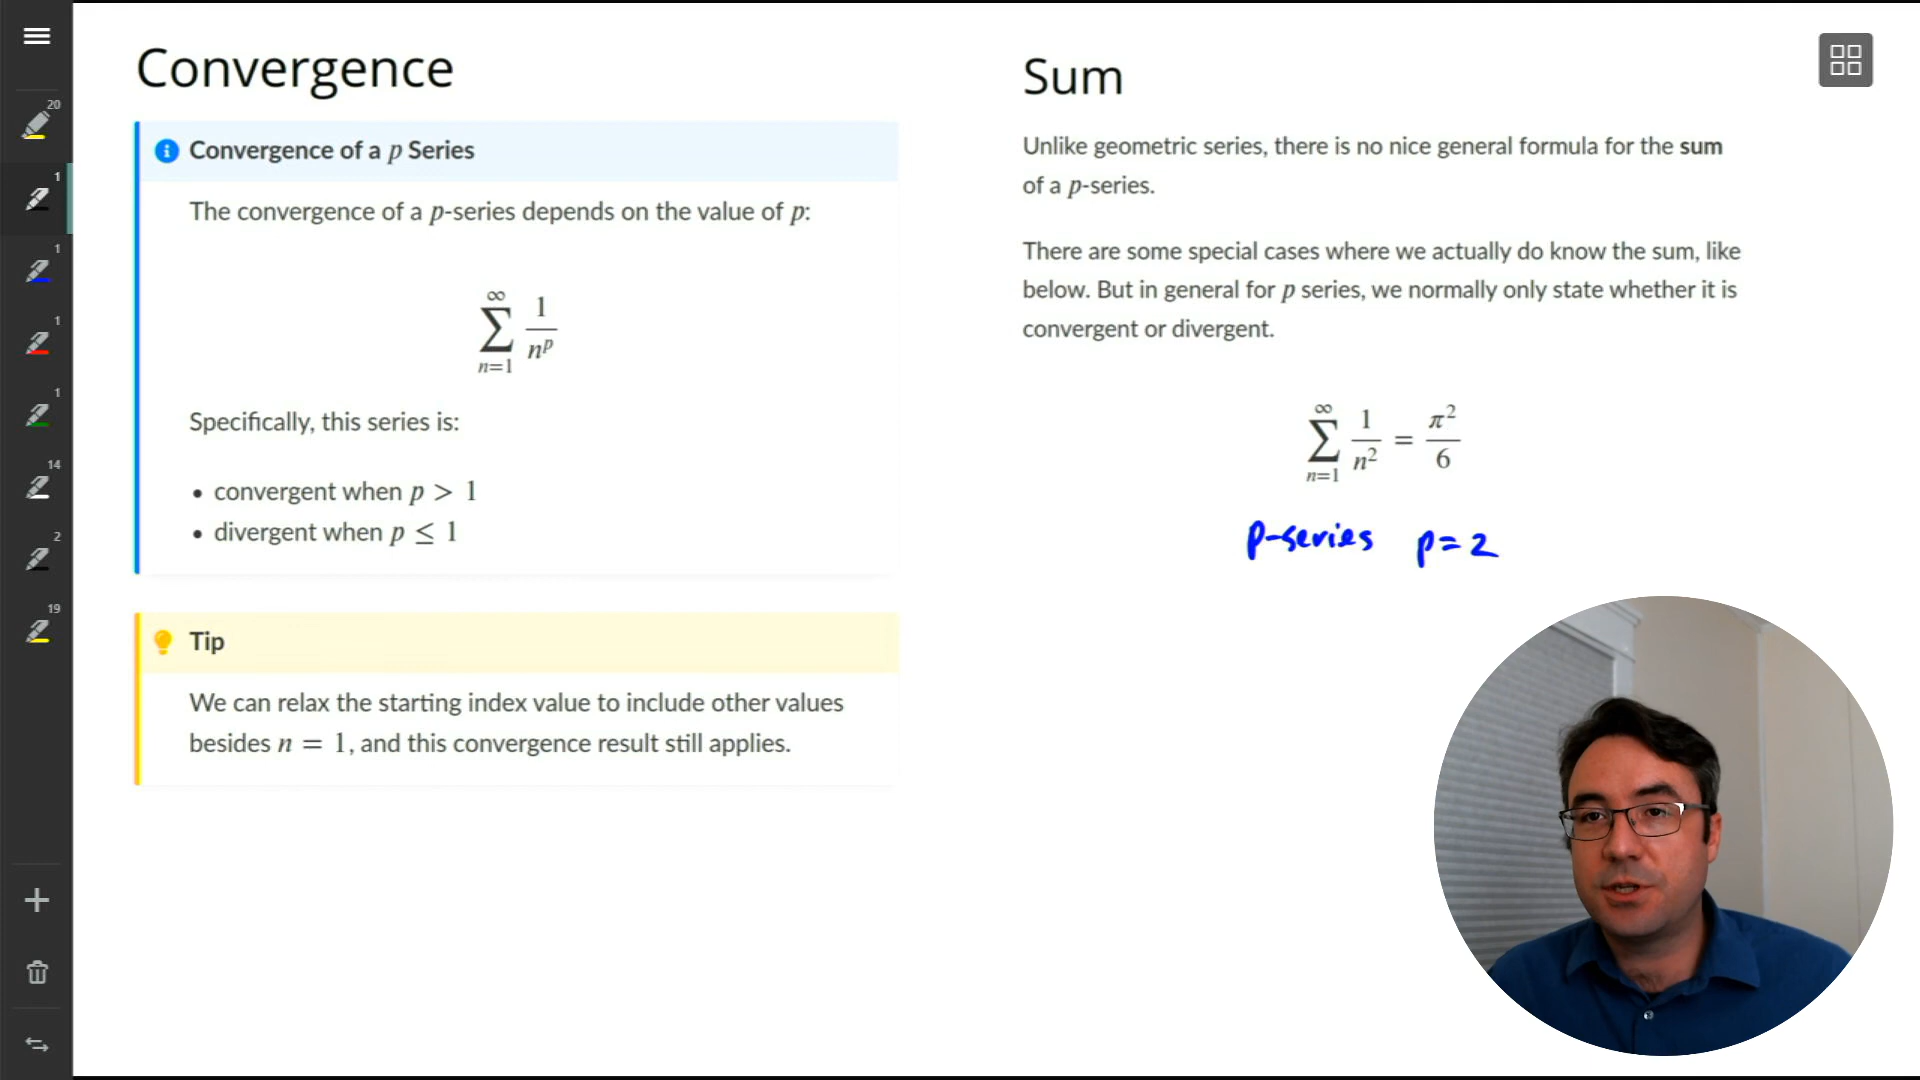 20
1
1
1
1
14
2
19
Convergence
Convergence of a p Series
The convergence of a p-series depends on the value of p:
∑_{n=1}^{∞} 1/n^p
Specifically, this series is:
• convergent when p > 1
• divergent when p ≤ 1
Tip
We can relax the starting index value to include other values
besides n = 1, and this convergence result still applies.
Sum
Unlike geometric series, there is no nice general formula for the sum
of a p-series.
There are some special cases where we actually do know the sum, like
below. But in general for p series, we normally only state whether it is
convergent or divergent.
∑_{n=1}^{∞} 1/n² = π²/6
p-series p=2